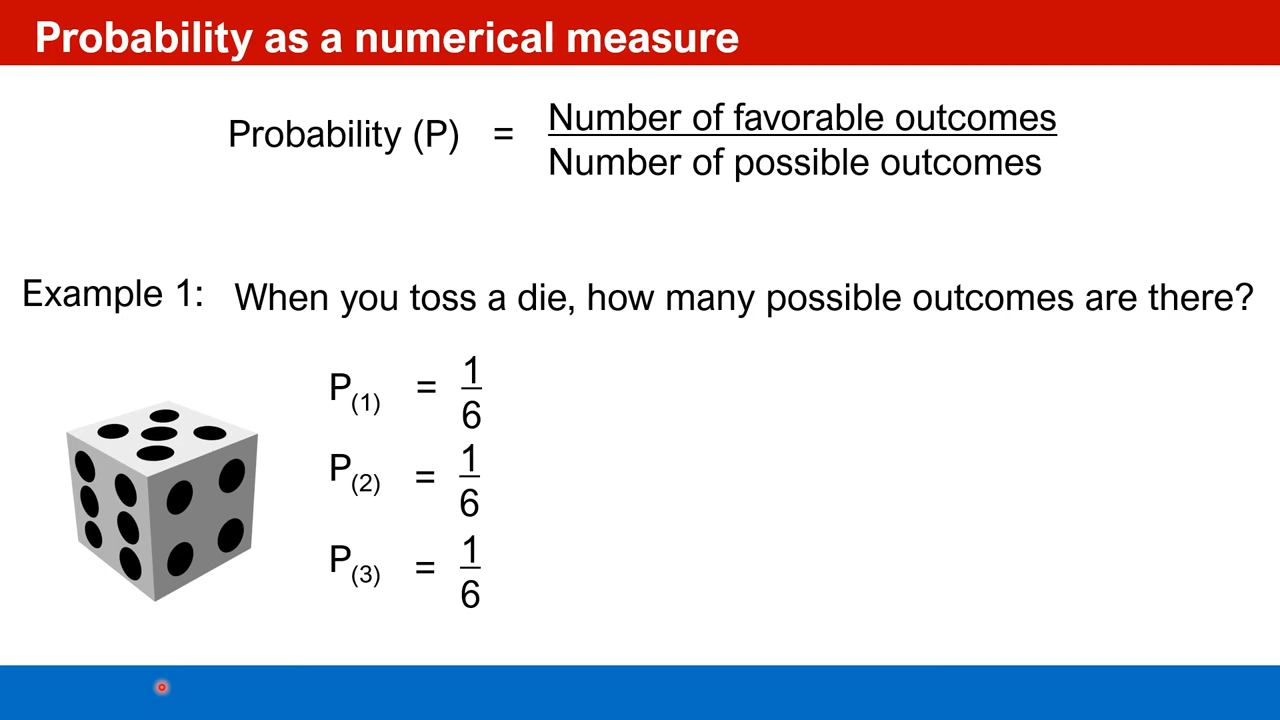 Probability as a numerical measure
Probability (P) = Number of favorable outcomes
Number of possible outcomes
Example 1: When you toss a die, how many possible outcomes are there?
P(1) = 1
6
P(2) = 1
6
P(3) = 1
6